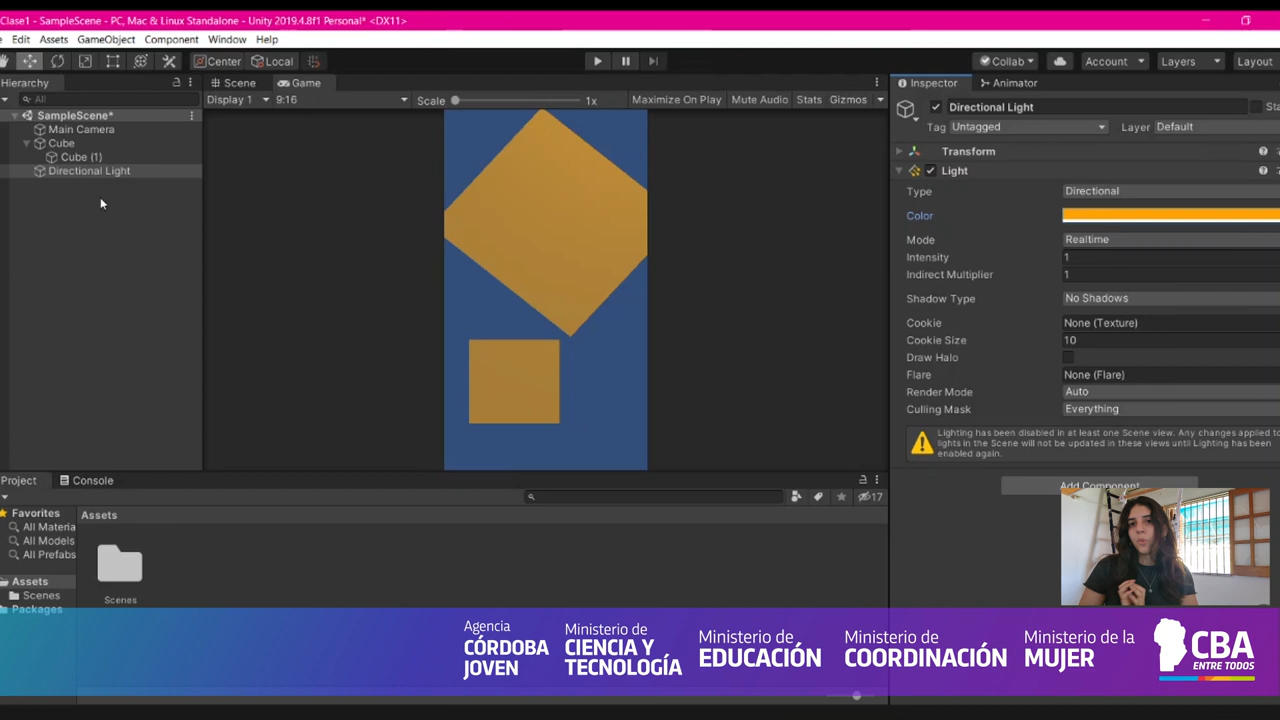 Clase1 - SampleScene - PC, Mac & Linux Standalone - Unity 2019.4.8f1 Personal* <DX11>
Edit Assets GameObject Component Window Help
Center Local Collab Account Layers Layout
Hierarchy
All
SampleScene*
Main Camera
Cube
Cube (1)
Directional Light
Scene Game
Display 1 9:16 Scale 1x Maximize On Play Mute Audio Stats Gizmos
Inspector Animator
Directional Light
Tag Untagged Layer Default
Transform
Light
Type Directional
Color
Mode Realtime
Intensity 1
Indirect Multiplier 1
Shadow Type No Shadows
Cookie None (Texture)
Cookie Size 10
Draw Halo
Flare None (Flare)
Render Mode Auto
Culling Mask Everything
Lighting has been disabled in at least one Scene view. Any changes applied to
lights in the Scene will not be updated in these views until Lighting has been
enabled again.
Add Component
Project Console
17
Favorites
All Materia
All Models
All Prefabs
Assets
Scenes
Packages
Assets
Scenes
Agencia
CÓRDOBA
JOVEN
Ministerio de
CIENCIA Y
TECNOLOGÍA
Ministerio de
EDUCACIÓN
Ministerio de
COORDINACIÓN
Ministerio de la
MUJER
CBA
ENTRE TODOS